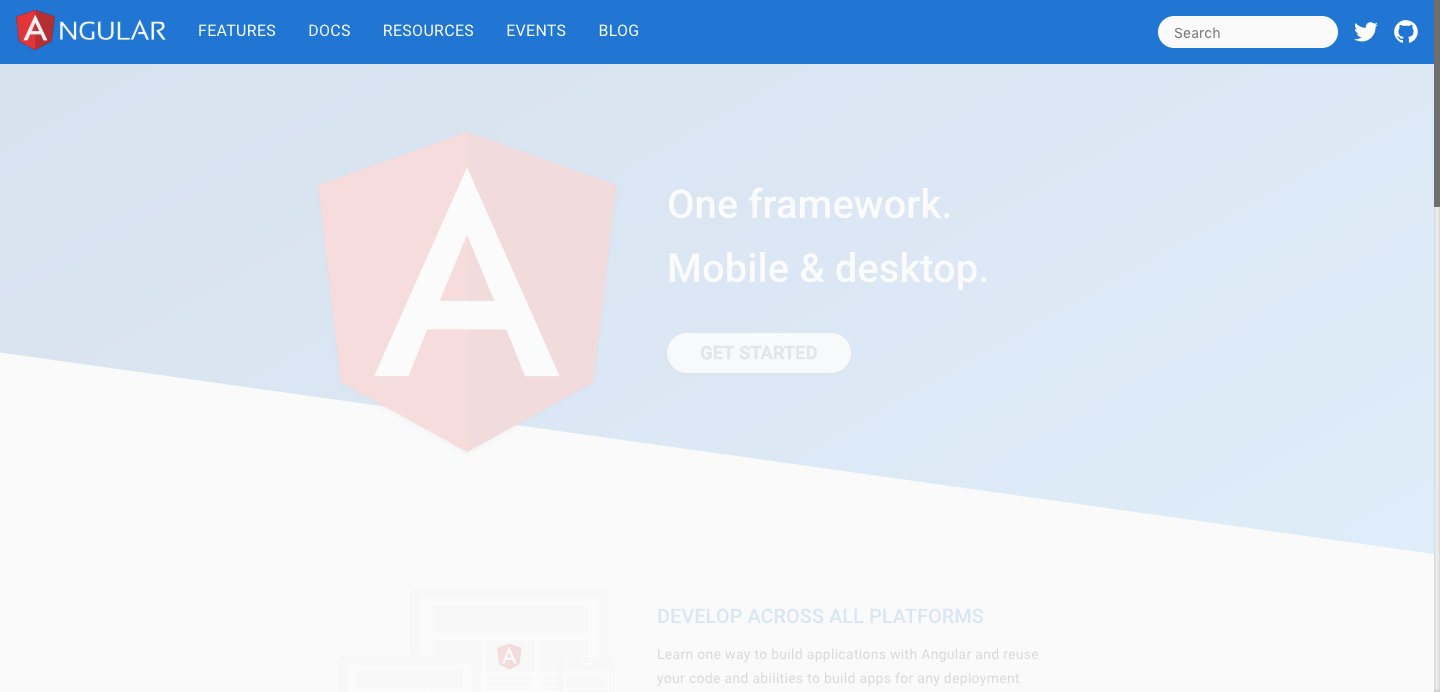 ANGULAR FEATURES DOCS RESOURCES EVENTS BLOG Search
A
One framework.
Mobile & desktop.
GET STARTED
DEVELOP ACROSS ALL PLATFORMS
A
Learn one way to build applications with Angular and reuse
your code and abilities to build apps for any deployment